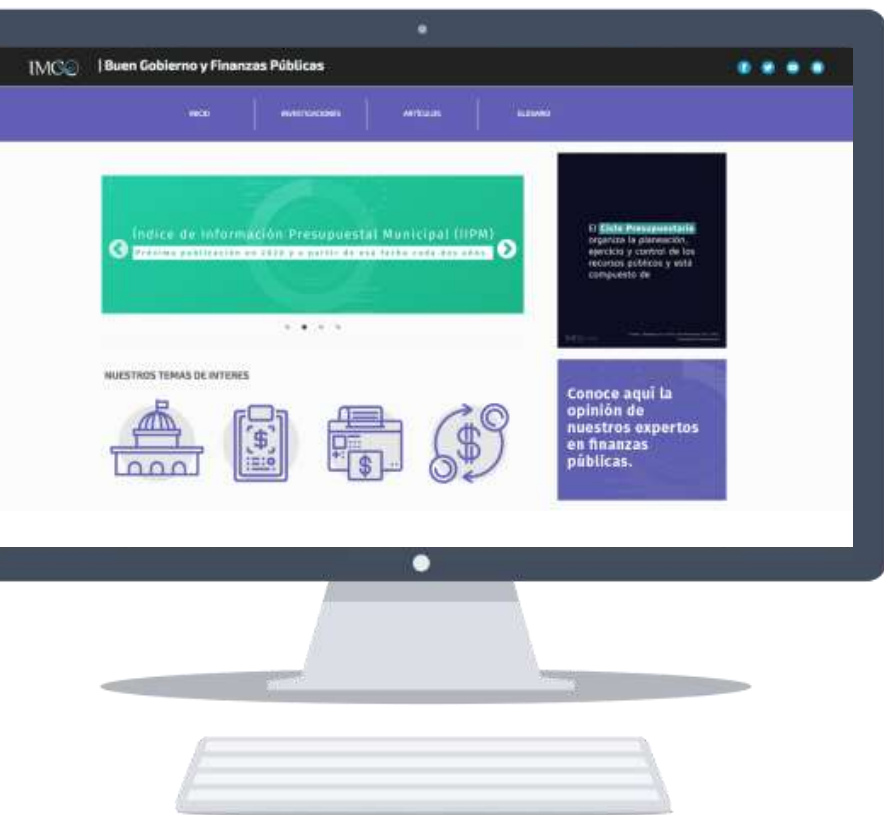 IMCO | Buen Gobierno y Finanzas Públicas
INICIO INVESTIGACIONES ARTÍCULOS GLOSARIO
Índice de Información Presupuestal Municipal (IIPM)
Próxima publicación en 2020 y a partir de esa fecha cada dos años.
El Ciclo Presupuestario
organiza la planeación,
ejercicio y control de los
recursos públicos y está
compuesto de
IMCO
NUESTROS TEMAS DE INTERES
Conoce aquí la
opinión de
nuestros expertos
en finanzas
públicas.